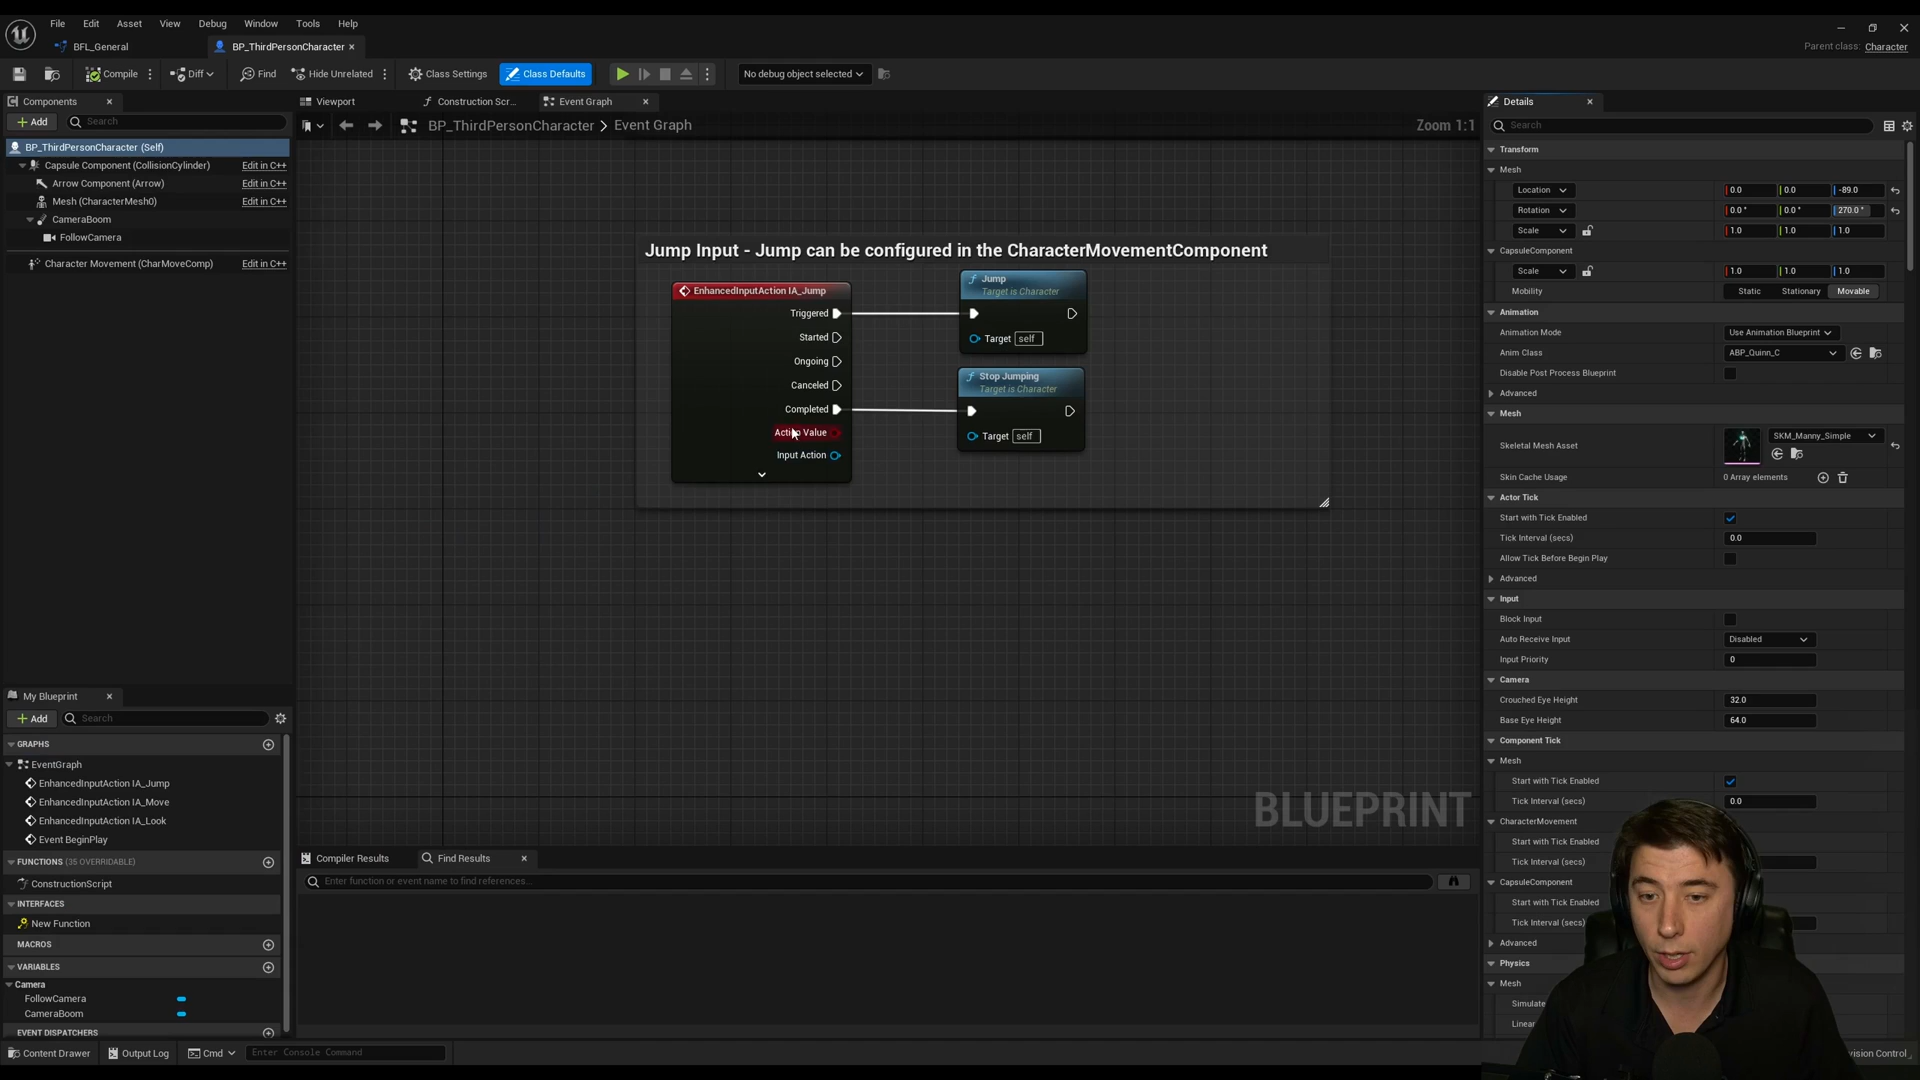 File Edit Asset View Debug Window Tools Help
BFL_General
BP_ThirdPersonCharacter
Parent class: Character
Compile
Diff
Find
Hide Unrelated
Class Settings
Class Defaults
No debug object selected
Components
Add
Search
BP_ThirdPersonCharacter (Self)
Capsule Component (CollisionCylinder) Edit in C++
Arrow Component (Arrow) Edit in C++
Mesh (CharacterMesh0) Edit in C++
CameraBoom
FollowCamera
Character Movement (CharMoveComp) Edit in C++
My Blueprint
Add
Search
GRAPHS
EventGraph
EnhancedInputAction IA_Jump
EnhancedInputAction IA_Move
EnhancedInputAction IA_Look
Event BeginPlay
FUNCTIONS (35 OVERRIDABLE)
ConstructionScript
INTERFACES
New Function
MACROS
VARIABLES
Camera
FollowCamera
CameraBoom
EVENT DISPATCHERS
Viewport
Construction Scr...
Event Graph
BP_ThirdPersonCharacter > Event Graph
Zoom 1:1
Jump Input - Jump can be configured in the CharacterMovementComponent
EnhancedInputAction IA_Jump
Triggered
Started
Ongoing
Canceled
Completed
Action Value
Input Action
Jump
Target is Character
Target self
Stop Jumping
Target is Character
Target self
BLUEPRINT
Compiler Results
Find Results
Enter function or event name to find references...
Details
Search
Transform
Mesh
Location 0.0 0.0 -89.0
Rotation 0.0 ° 0.0 ° 270.0 °
Scale 1.0 1.0 1.0
CapsuleComponent
Scale 1.0 1.0 1.0
Mobility Static Stationary Movable
Animation
Animation Mode Use Animation Blueprint
Anim Class ABP_Quinn_C
Disable Post Process Blueprint
Advanced
Mesh
Skeletal Mesh Asset SKM_Manny_Simple
Skin Cache Usage 0 Array elements
Actor Tick
Start with Tick Enabled
Tick Interval (secs) 0.0
Allow Tick Before Begin Play
Advanced
Input
Block Input
Auto Receive Input Disabled
Input Priority 0
Camera
Crouched Eye Height 32.0
Base Eye Height 64.0
Component Tick
Mesh
Start with Tick Enabled
Tick Interval (secs) 0.0
CharacterMovement
Start with Tick Enabled
Tick Interval (secs)
CapsuleComponent
Start with Tick Enabled
Tick Interval (secs)
Advanced
Physics
Mesh
Content Drawer
Output Log
Cmd
Enter Console Command
Control